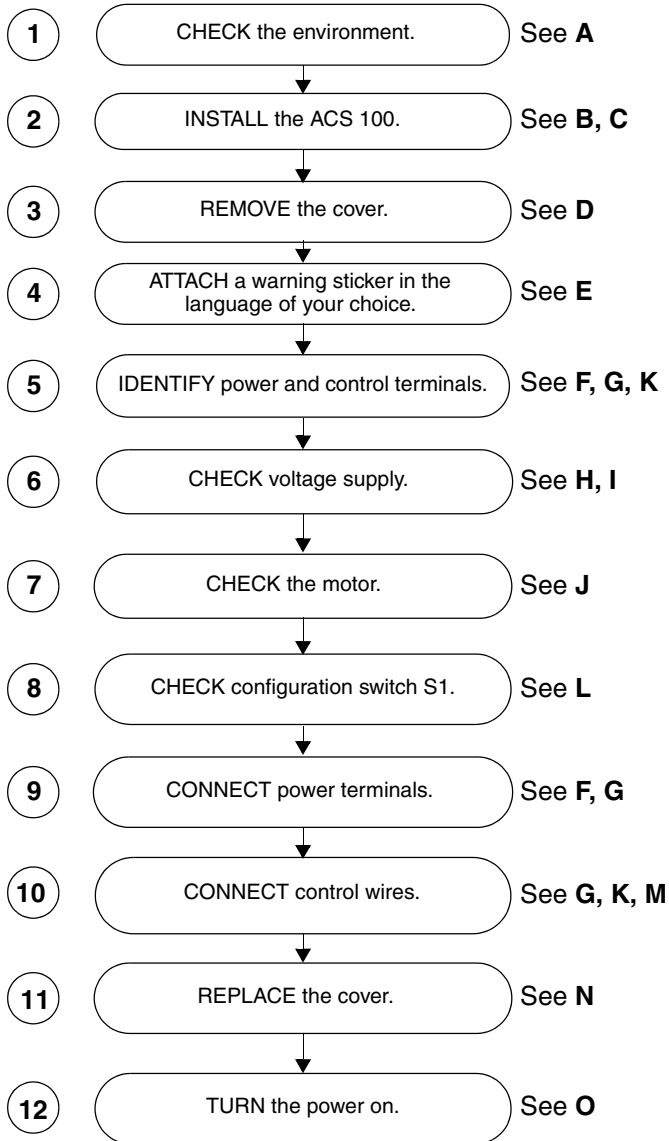 1 CHECK the environment. See A
2 INSTALL the ACS 100. See B, C
3 REMOVE the cover. See D
4 ATTACH a warning sticker in the
language of your choice. See E
5 IDENTIFY power and control terminals. See F, G, K
6 CHECK voltage supply. See H, I
7 CHECK the motor. See J
8 CHECK configuration switch S1. See L
9 CONNECT power terminals. See F, G
10 CONNECT control wires. See G, K, M
11 REPLACE the cover. See N
12 TURN the power on. See O